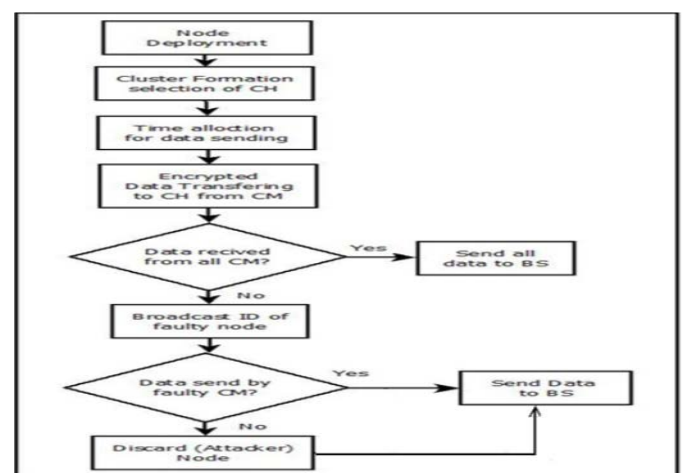 Node
Deployment
Cluster Formation
selection of CH
Time alloction
for data sending
Encrypted
Data Transfering
to CH from CM
Data recived
from all CM?
Yes
Send all
data to BS
No
Broadcast ID of
faulty node
Data send by
faulty CM?
Yes
Send Data
to BS
No
Discard (Attacker)
Node